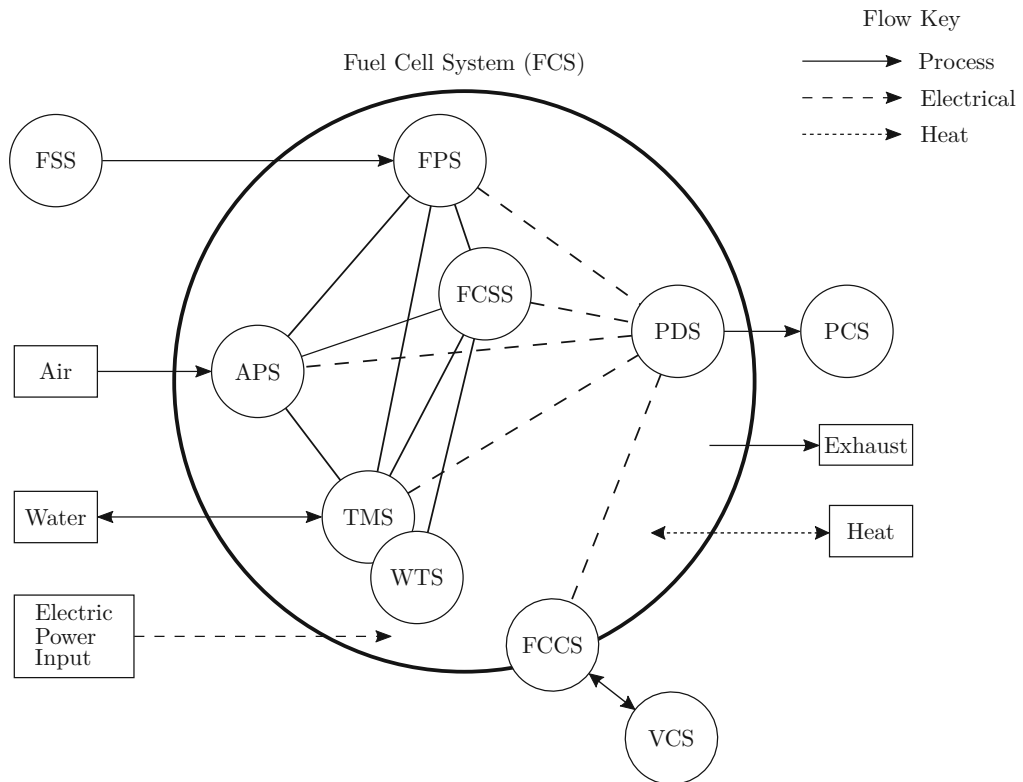 Flow Key
Process
Electrical
Heat
Fuel Cell System (FCS)
FSS
FPS
FCSS
PDS
PCS
Air
APS
Exhaust
Water
TMS
Heat
WTS
Electric
Power
Input
FCCS
VCS